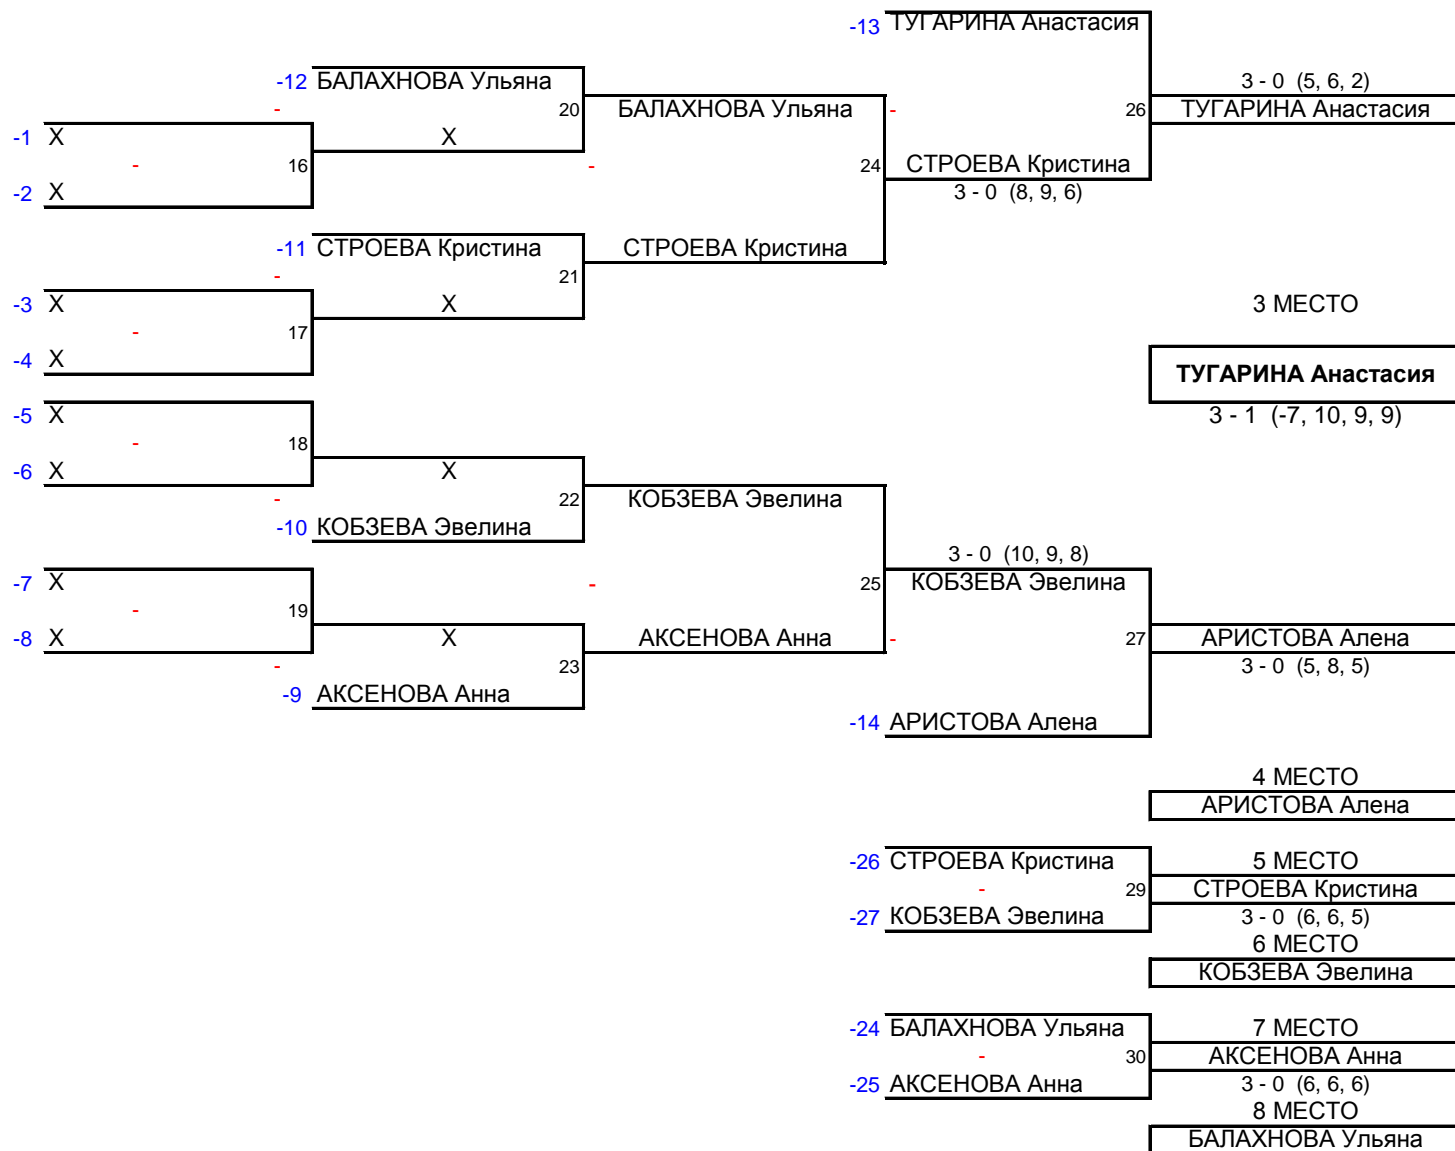 -13 ТУГАРИНА Анастасия
-12 БАЛАХНОВА Ульяна
3 - 0 (5, 6, 2)
- 20 БАЛАХНОВА Ульяна - 26 ТУГАРИНА Анастасия
-1 X
X
- 16 - 24 СТРОЕВА Кристина
-2 X
3 - 0 (8, 9, 6)
-11 СТРОЕВА Кристина СТРОЕВА Кристина
- 21
-3 X
X
3 МЕСТО
- 17
-4 X
ТУГАРИНА Анастасия
-5 X
3 - 1 (-7, 10, 9, 9)
- 18
-6 X
X
- 22 КОБЗЕВА Эвелина
-10 КОБЗЕВА Эвелина
3 - 0 (10, 9, 8)
-7 X
- 25 КОБЗЕВА Эвелина
- 19
-8 X
X
АКСЕНОВА Анна - 27 АРИСТОВА Алена
- 23
3 - 0 (5, 8, 5)
-9 АКСЕНОВА Анна
-14 АРИСТОВА Алена
4 МЕСТО
АРИСТОВА Алена
-26 СТРОЕВА Кристина 5 МЕСТО
- 29 СТРОЕВА Кристина
-27 КОБЗЕВА Эвелина 3 - 0 (6, 6, 5)
6 МЕСТО
КОБЗЕВА Эвелина
-24 БАЛАХНОВА Ульяна 7 МЕСТО
- 30 АКСЕНОВА Анна
-25 АКСЕНОВА Анна 3 - 0 (6, 6, 6)
8 МЕСТО
БАЛАХНОВА Ульяна